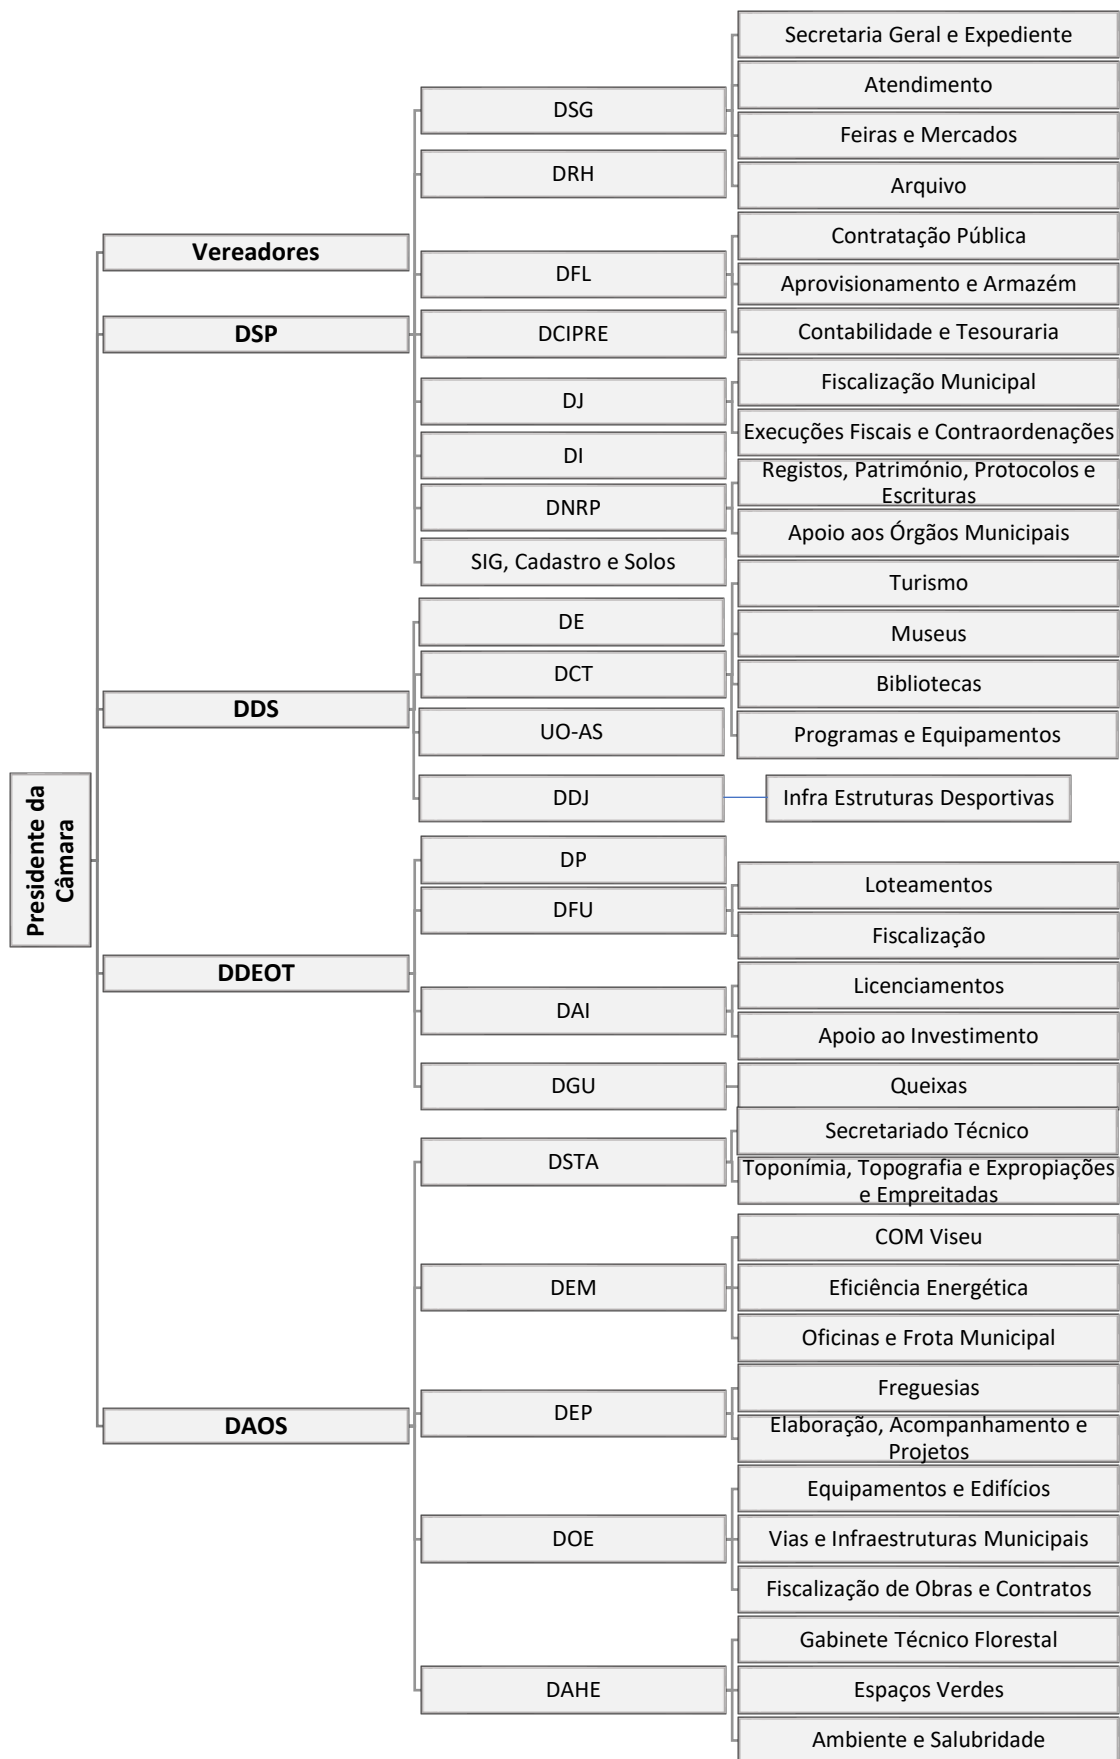 Presidente da
Câmara
Vereadores
DSP
DSG
Secretaria Geral e Expediente
Atendimento
Feiras e Mercados
Arquivo
DRH
DFL
Contratação Pública
Aprovisionamento e Armazém
Contabilidade e Tesouraria
DCIPRE
DJ
Fiscalização Municipal
Execuções Fiscais e Contraordenações
DI
DNRP
Registos, Património, Protocolos e
Escrituras
Apoio aos Órgãos Municipais
SIG, Cadastro e Solos
DDS
DE
DCT
Turismo
Museus
Bibliotecas
Programas e Equipamentos
UO-AS
DDJ
Infra Estruturas Desportivas
DDEOT
DP
DFU
Loteamentos
Fiscalização
DAI
Licenciamentos
Apoio ao Investimento
DGU
Queixas
DAOS
DSTA
Secretariado Técnico
Toponímia, Topografia e Expropiações
e Empreitadas
DEM
COM Viseu
Eficiência Energética
Oficinas e Frota Municipal
DEP
Freguesias
Elaboração, Acompanhamento e
Projetos
DOE
Equipamentos e Edifícios
Vias e Infraestruturas Municipais
Fiscalização de Obras e Contratos
DAHE
Gabinete Técnico Florestal
Espaços Verdes
Ambiente e Salubridade